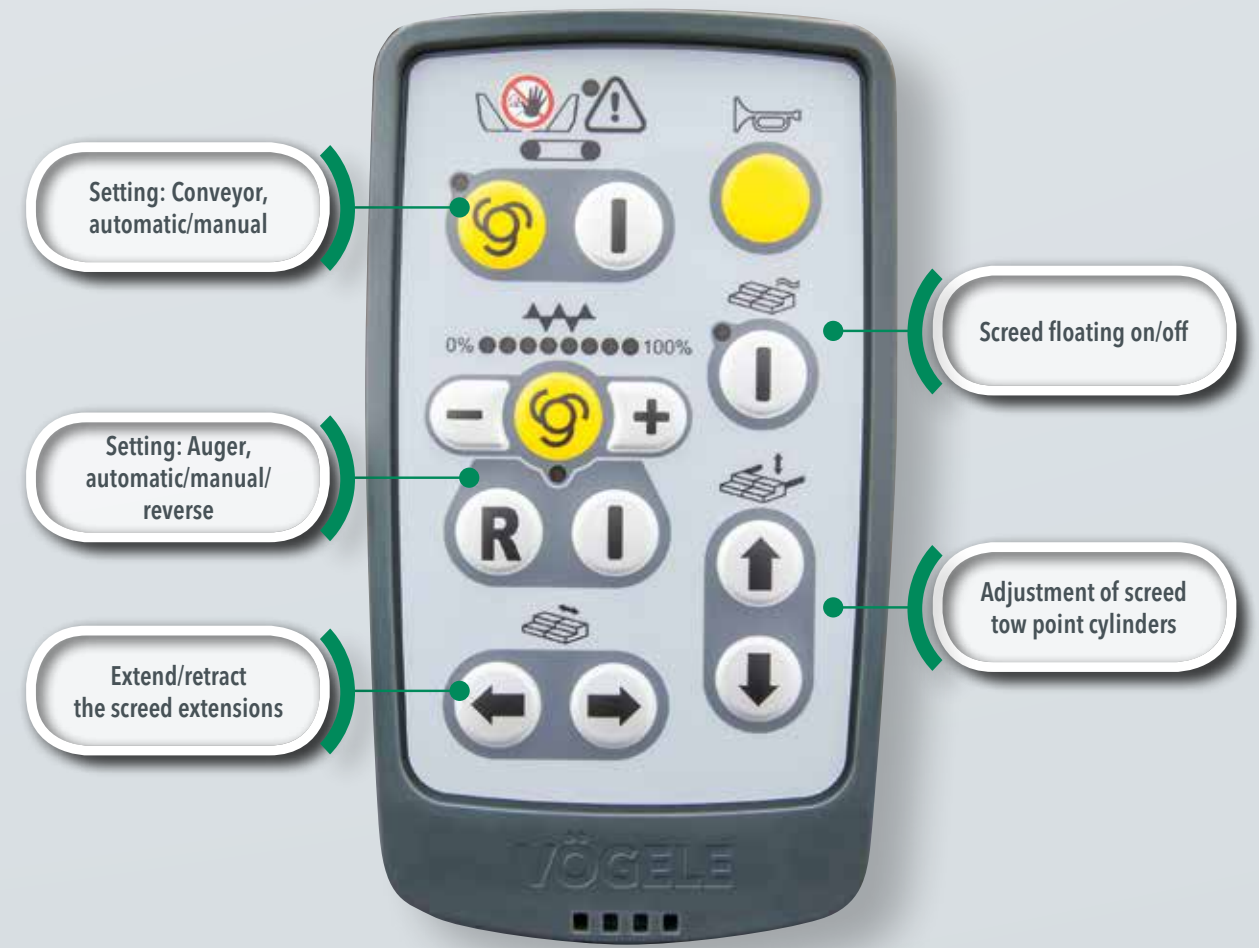 Setting: Conveyor,
automatic/manual
0% 100%
Screed floating on/off
Setting: Auger,
automatic/manual/
reverse
- +
R I
I
I
Adjustment of screed
tow point cylinders
Extend/retract
the screed extensions
VÖGELE